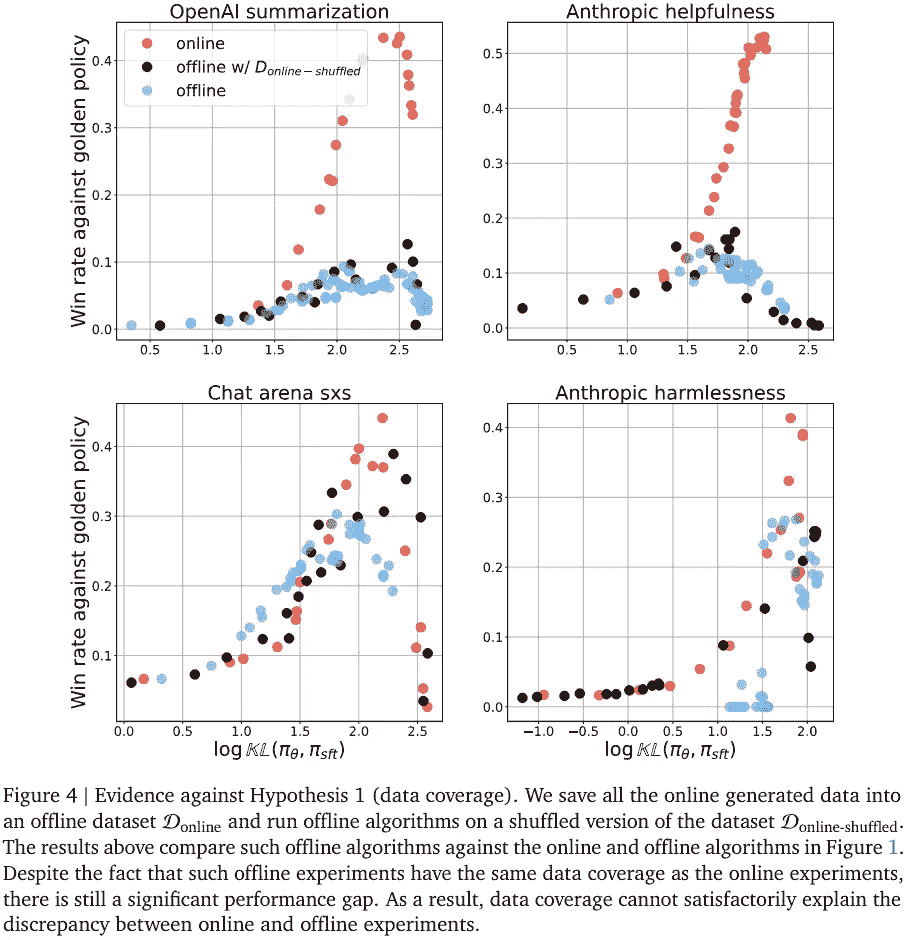 OpenAI summarization
Anthropic helpfulness
Win rate against golden policy
0.4
0.3
0.2
0.1
0.0
online
offline w/ D_online−shuffled
offline
0.5 1.0 1.5 2.0 2.5
0.5
0.4
0.3
0.2
0.1
0.0
0.5 1.0 1.5 2.0 2.5
Chat arena sxs
Anthropic harmlessness
Win rate against golden policy
0.4
0.3
0.2
0.1
0.0 0.5 1.0 1.5 2.0 2.5
log 𝕂𝕃(π_θ, π_sft)
0.4
0.3
0.2
0.1
0.0
−1.0 −0.5 0.0 0.5 1.0 1.5 2.0
log 𝕂𝕃(π_θ, π_sft)
Figure 4 | Evidence against Hypothesis 1 (data coverage). We save all the online generated data into
an offline dataset 𝒟_online and run offline algorithms on a shuffled version of the dataset 𝒟_online-shuffled.
The results above compare such offline algorithms against the online and offline algorithms in Figure 1.
Despite the fact that such offline experiments have the same data coverage as the online experiments,
there is still a significant performance gap. As a result, data coverage cannot satisfactorily explain the
discrepancy between online and offline experiments.